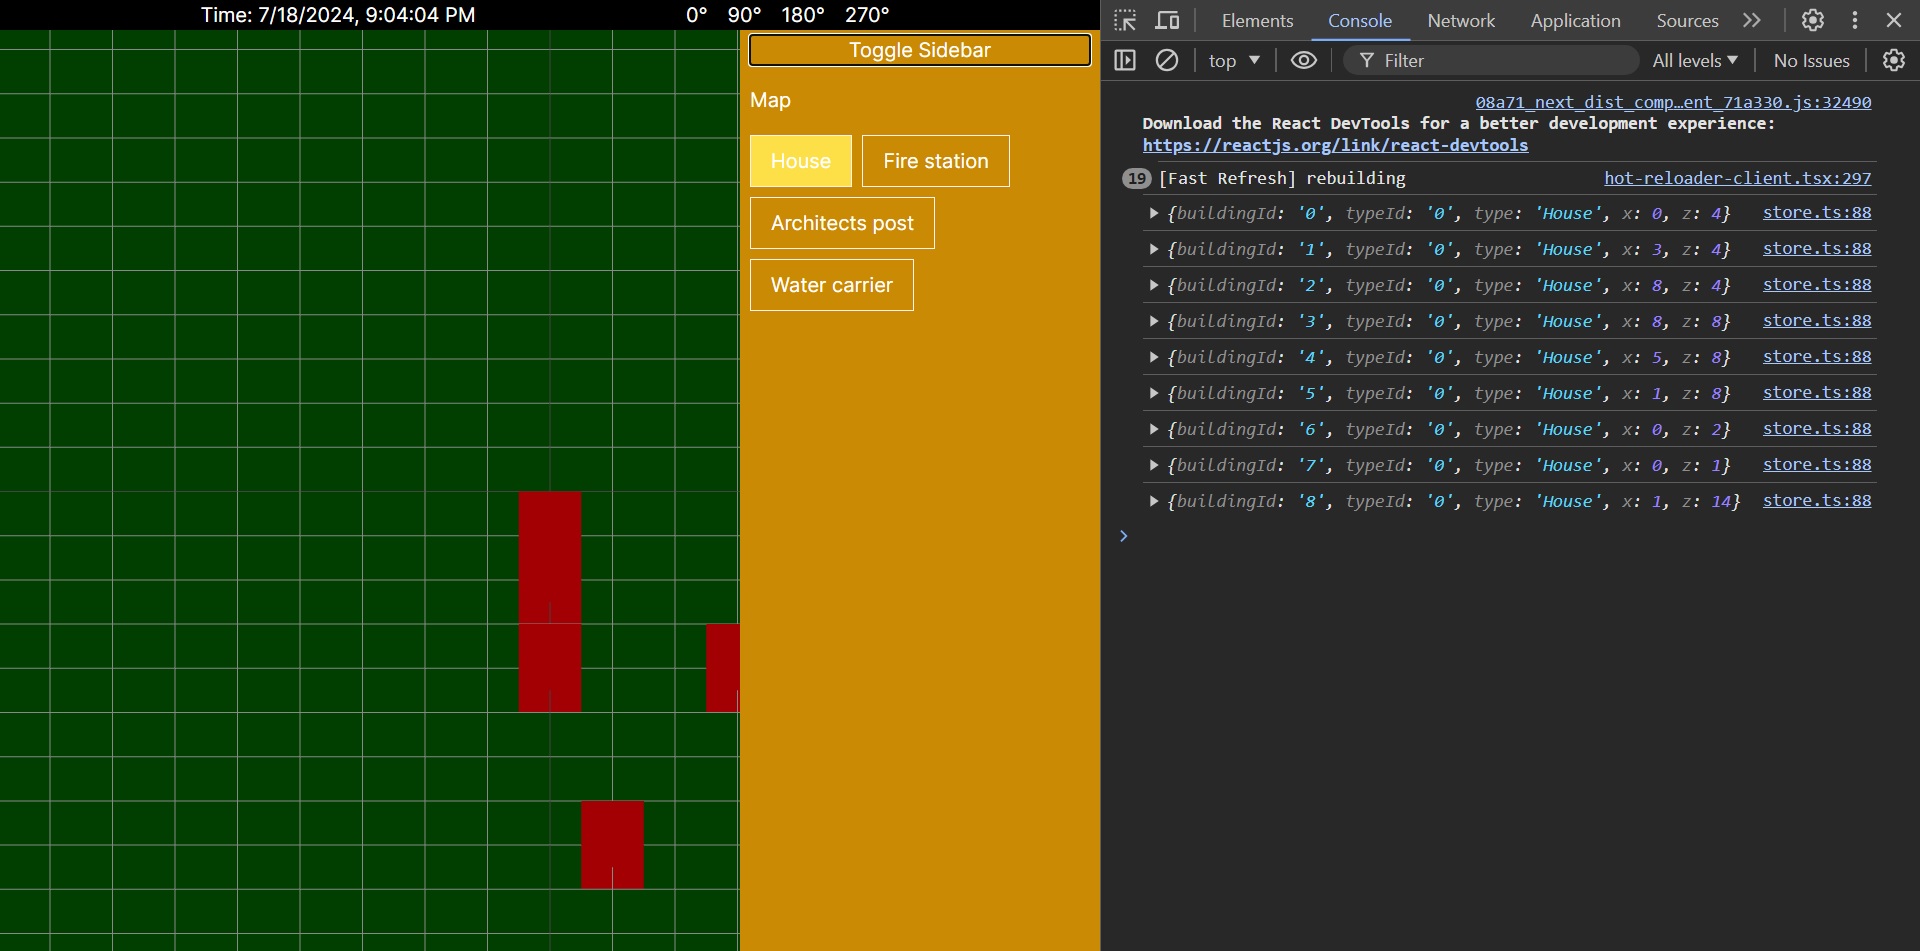 Time: 7/18/2024, 9:04:04 PM
0° 90° 180° 270°
Toggle Sidebar
Map
House
Fire station
Architects post
Water carrier
Elements Console Network Application Sources
top Filter All levels No Issues
08a71_next_dist_comp…ent_71a330.js:32490
Download the React DevTools for a better development experience:
https://reactjs.org/link/react-devtools
19 [Fast Refresh] rebuilding hot-reloader-client.tsx:297
{buildingId: '0', typeId: '0', type: 'House', x: 0, z: 4} store.ts:88
{buildingId: '1', typeId: '0', type: 'House', x: 3, z: 4} store.ts:88
{buildingId: '2', typeId: '0', type: 'House', x: 8, z: 4} store.ts:88
{buildingId: '3', typeId: '0', type: 'House', x: 8, z: 8} store.ts:88
{buildingId: '4', typeId: '0', type: 'House', x: 5, z: 8} store.ts:88
{buildingId: '5', typeId: '0', type: 'House', x: 1, z: 8} store.ts:88
{buildingId: '6', typeId: '0', type: 'House', x: 0, z: 2} store.ts:88
{buildingId: '7', typeId: '0', type: 'House', x: 0, z: 1} store.ts:88
{buildingId: '8', typeId: '0', type: 'House', x: 1, z: 14} store.ts:88